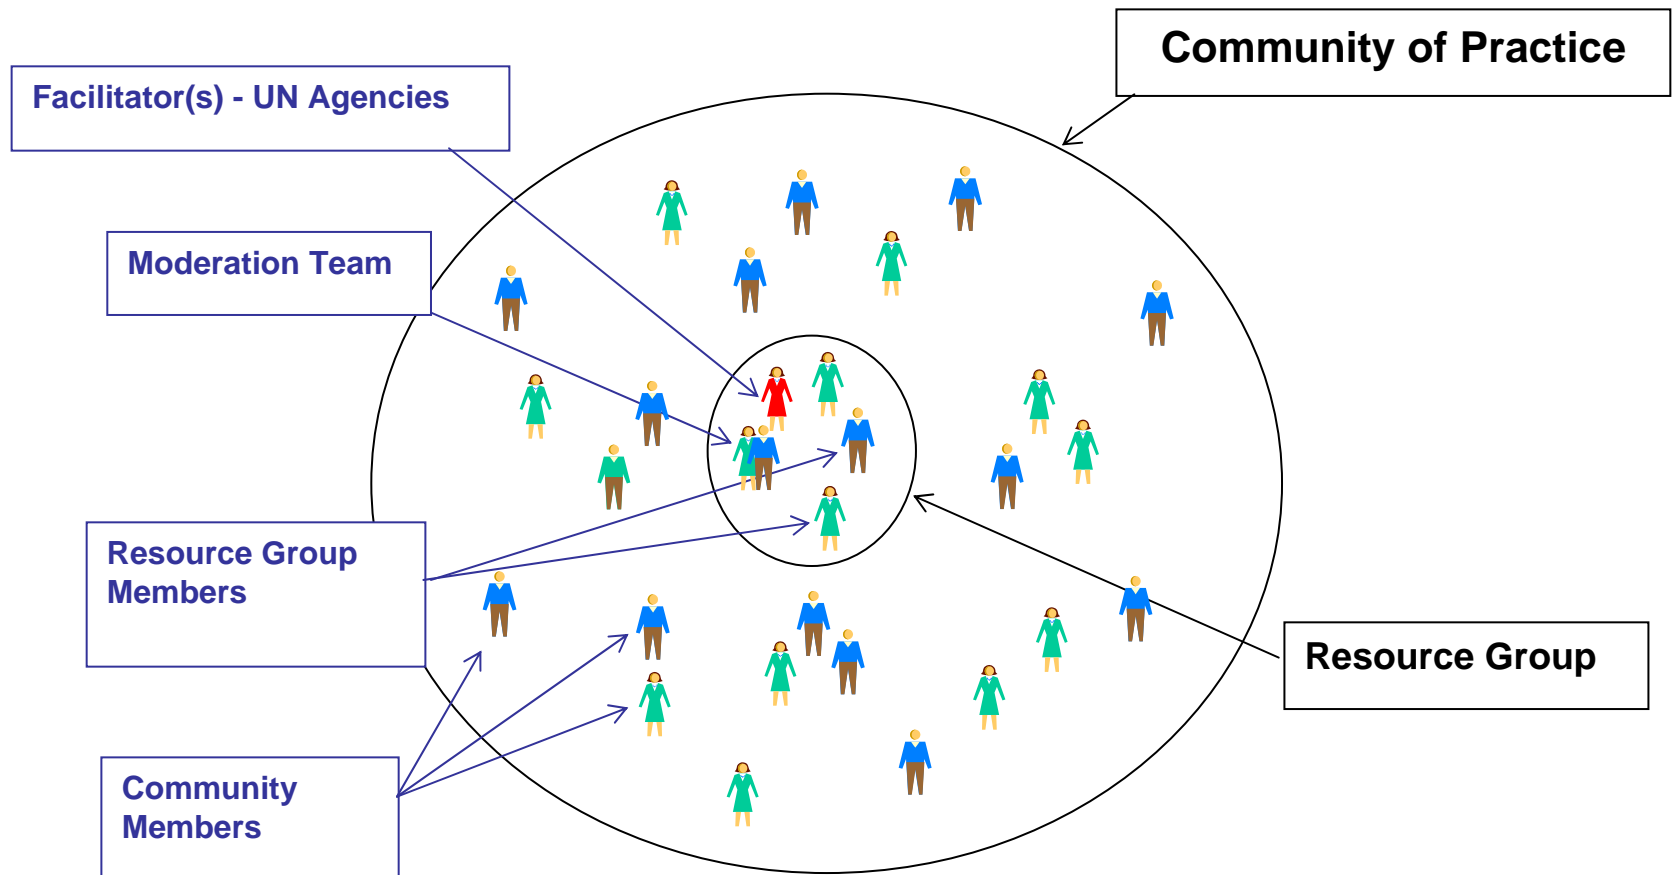 Community of Practice
Facilitator(s) - UN Agencies
Moderation Team
Resource Group
Members
Resource Group
Community
Members